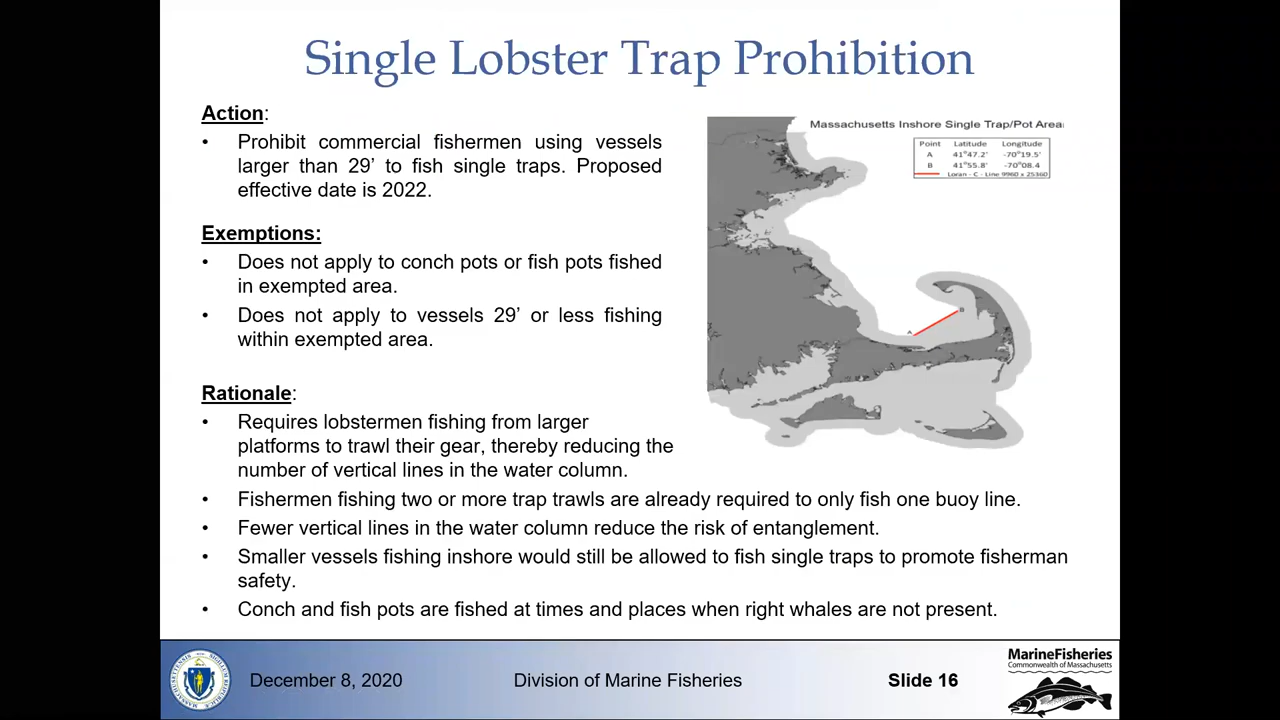 Single Lobster Trap Prohibition
Action:
• Prohibit commercial fishermen using vessels
larger than 29’ to fish single traps. Proposed
effective date is 2022.
Exemptions:
• Does not apply to conch pots or fish pots fished
in exempted area.
• Does not apply to vessels 29’ or less fishing
within exempted area.
Rationale:
• Requires lobstermen fishing from larger
platforms to trawl their gear, thereby reducing the
number of vertical lines in the water column.
• Fishermen fishing two or more trap trawls are already required to only fish one buoy line.
• Fewer vertical lines in the water column reduce the risk of entanglement.
• Smaller vessels fishing inshore would still be allowed to fish single traps to promote fisherman
safety.
• Conch and fish pots are fished at times and places when right whales are not present.
Massachusetts Inshore Single Trap/Pot Area
Point Latitude Longitude
A 41°47.2' -70°19.5'
B 41°55.8' -70°08.4
Loran - C - Line 9960 x 25360
A
B
December 8, 2020
Division of Marine Fisheries
Slide 16
MarineFisheries
Commonwealth of Massachusetts